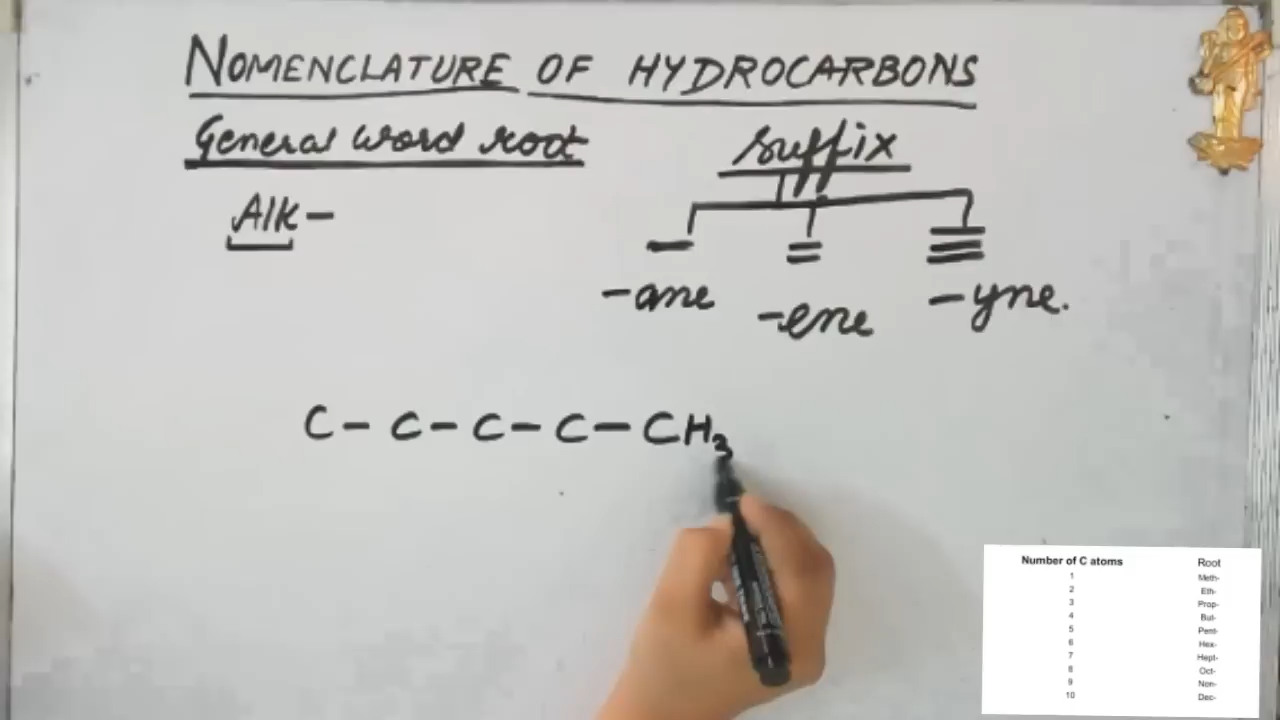 NOMENCLATURE OF HYDROCARBONS
General word root suffix
Alk-
-ane -ene -yne.
C - C - C - C - CH3
Number of C atoms Root
1 Meth-
2 Eth-
3 Prop-
4 But-
5 Pent-
6 Hex-
7 Hept-
8 Oct-
9 Non-
10 Dec-